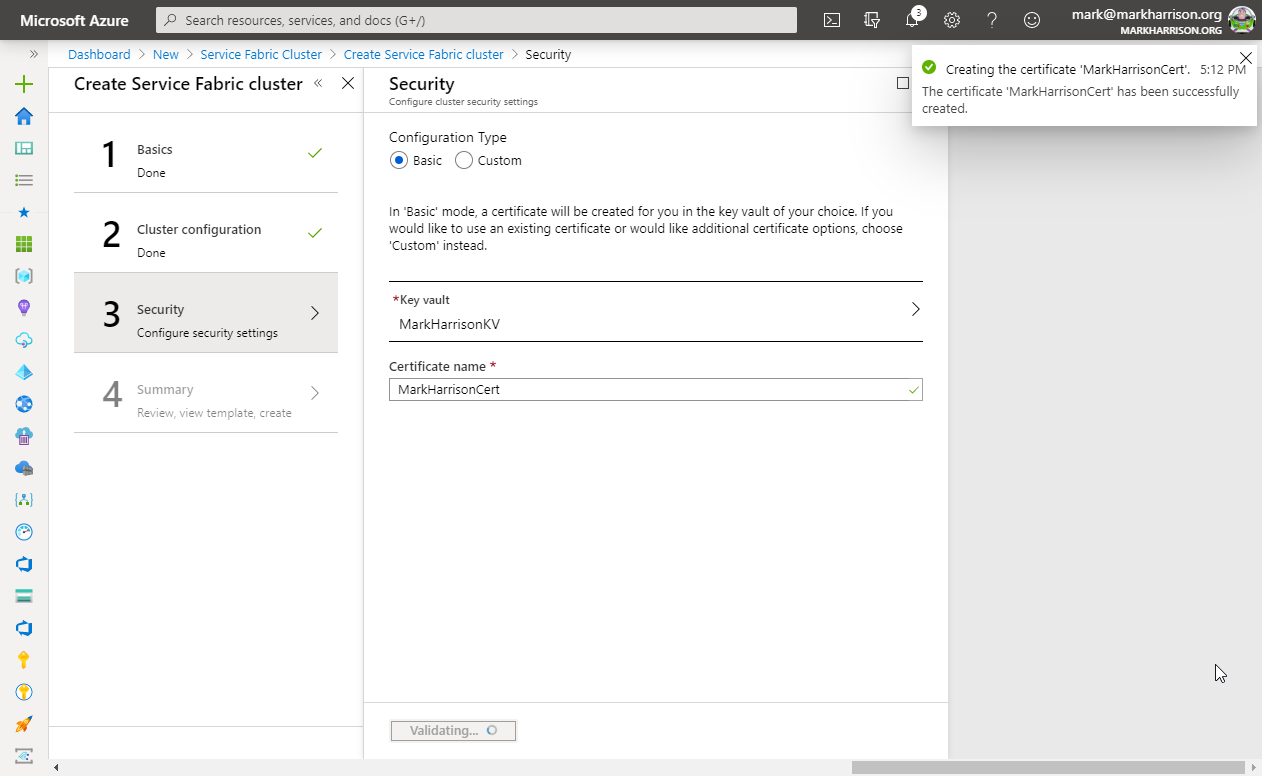 Microsoft Azure
Search resources, services, and docs (G+/)
3
mark@markharrison.org
MARKHARRISON.ORG
Dashboard > New > Service Fabric Cluster > Create Service Fabric cluster > Security
Creating the certificate 'MarkHarrisonCert'. 5:12 PM
The certificate 'MarkHarrisonCert' has been successfully
created.
Create Service Fabric cluster
1
Basics
Done
2
Cluster configuration
Done
3
Security
Configure security settings
4
Summary
Review, view template, create
Security
Configure cluster security settings
Configuration Type
Basic Custom
In 'Basic' mode, a certificate will be created for you in the key vault of your choice. If you
would like to use an existing certificate or would like additional certificate options, choose
'Custom' instead.
*Key vault
MarkHarrisonKV
Certificate name *
MarkHarrisonCert
Validating...